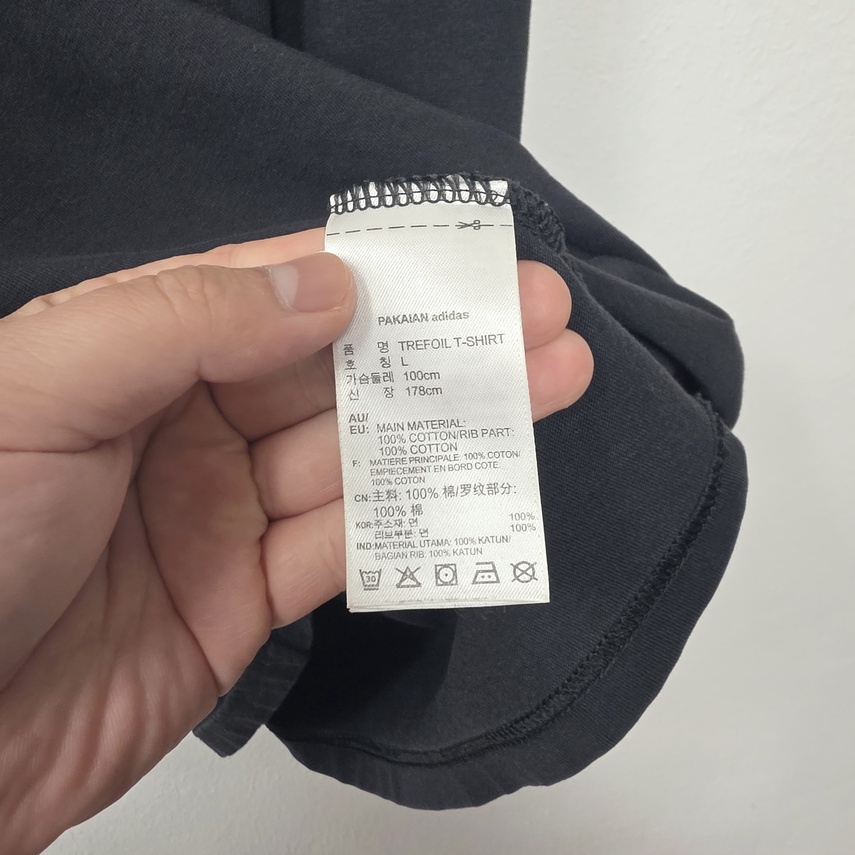 PAKAIAN adidas
품 명 TREFOIL T-SHIRT
호 칭 L
가슴둘레 100cm
신 장 178cm
AU/
EU: MAIN MATERIAL:
100% COTTON/RIB PART:
100% COTTON
F: MATIERE PRINCIPALE: 100% COTON/
EMPIECEMENT EN BORD COTE:
100% COTON
CN:主料: 100% 棉/罗纹部分:
100% 棉
KOR:주소재: 면 100%
리브부분: 면 100%
IND:MATERIAL UTAMA: 100% KATUN/
BAGIAN RIB: 100% KATUN
30